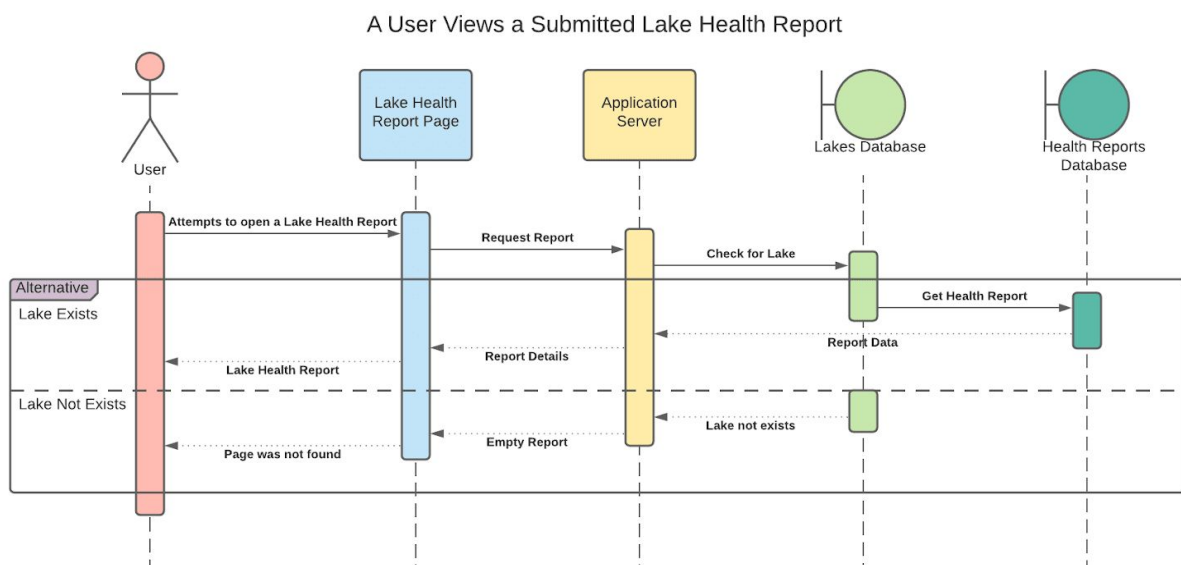 A User Views a Submitted Lake Health Report
Lake Health
Report Page
Application
Server
Lakes Database
Health Reports
Database
User
Attempts to open a Lake Health Report
Request Report
Check for Lake
Alternative
Lake Exists
Get Health Report
Report Data
Report Details
Lake Health Report
Lake Not Exists
Lake not exists
Empty Report
Page was not found